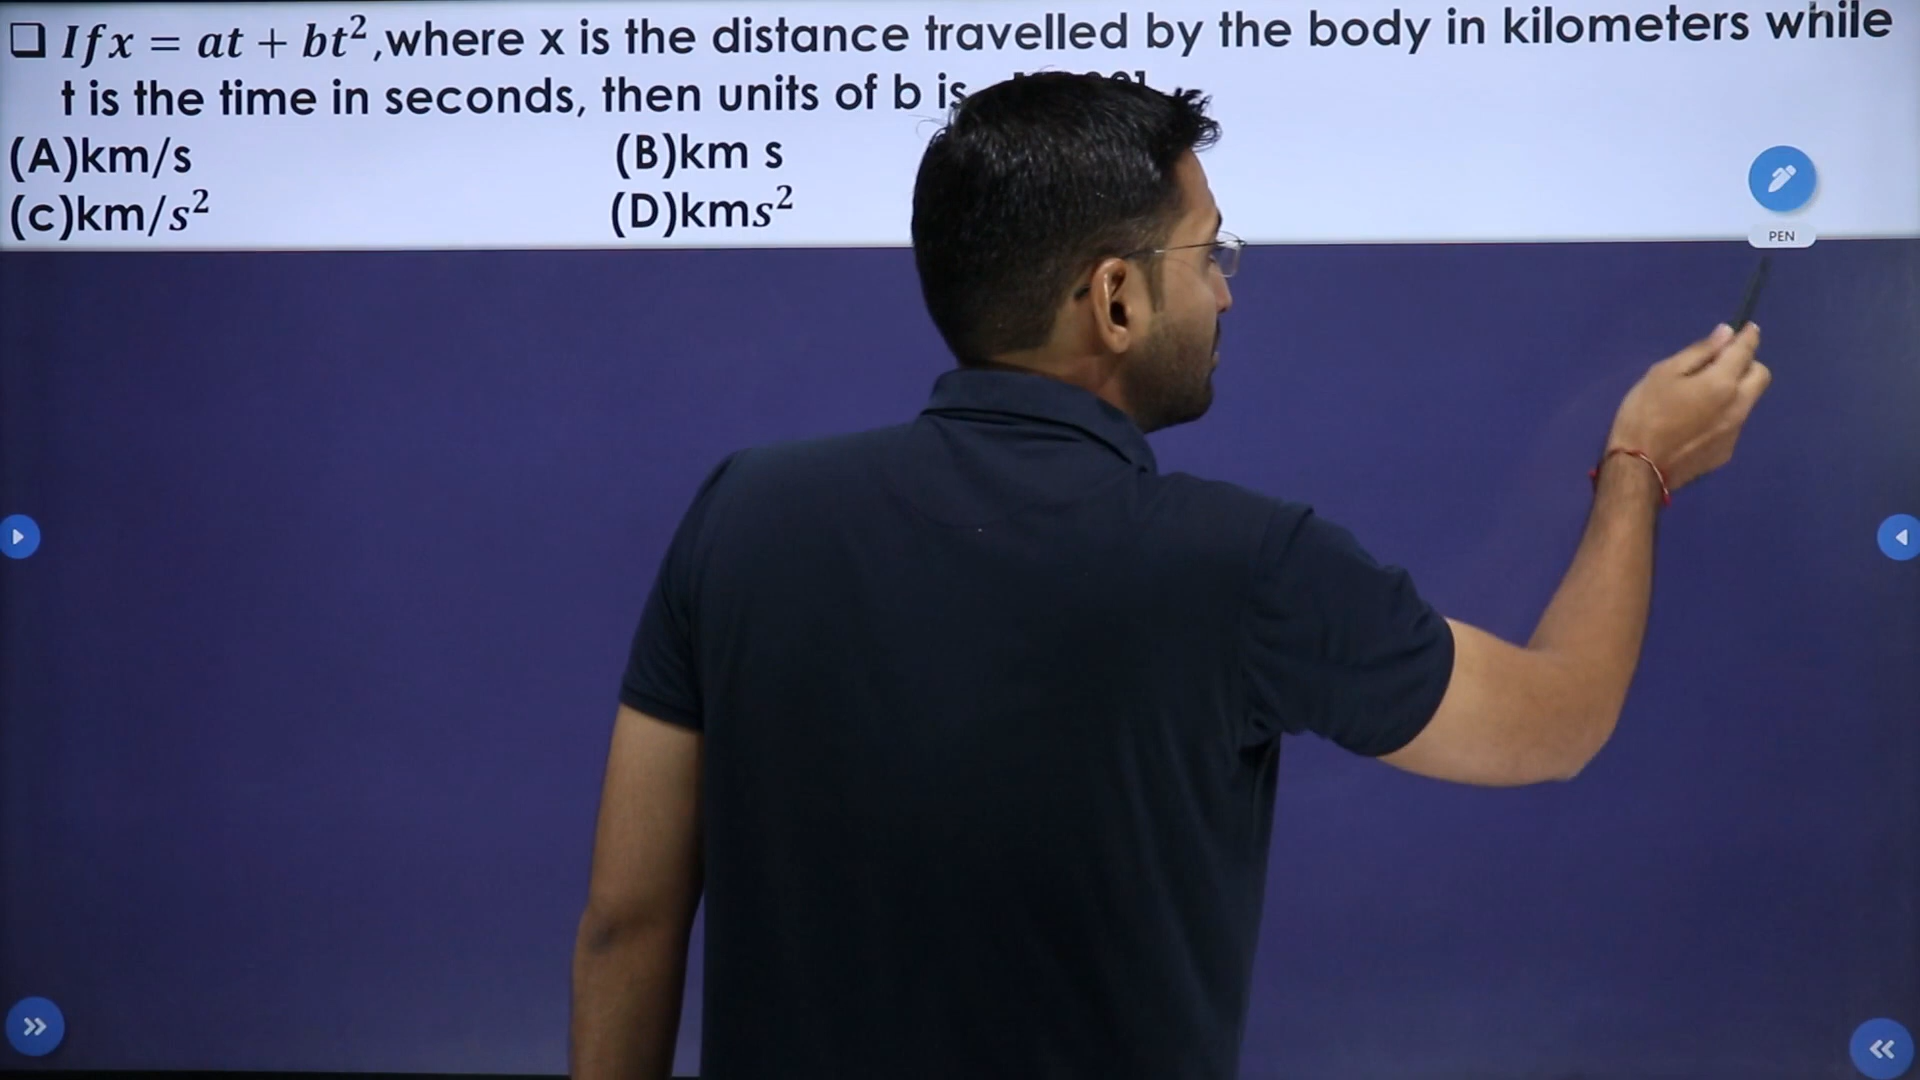 ❑ If x = at + bt², where x is the distance travelled by the body in kilometers while
t is the time in seconds, then units of b is
(A)km/s (B)km s
(c)km/s² (D)kms²
PEN